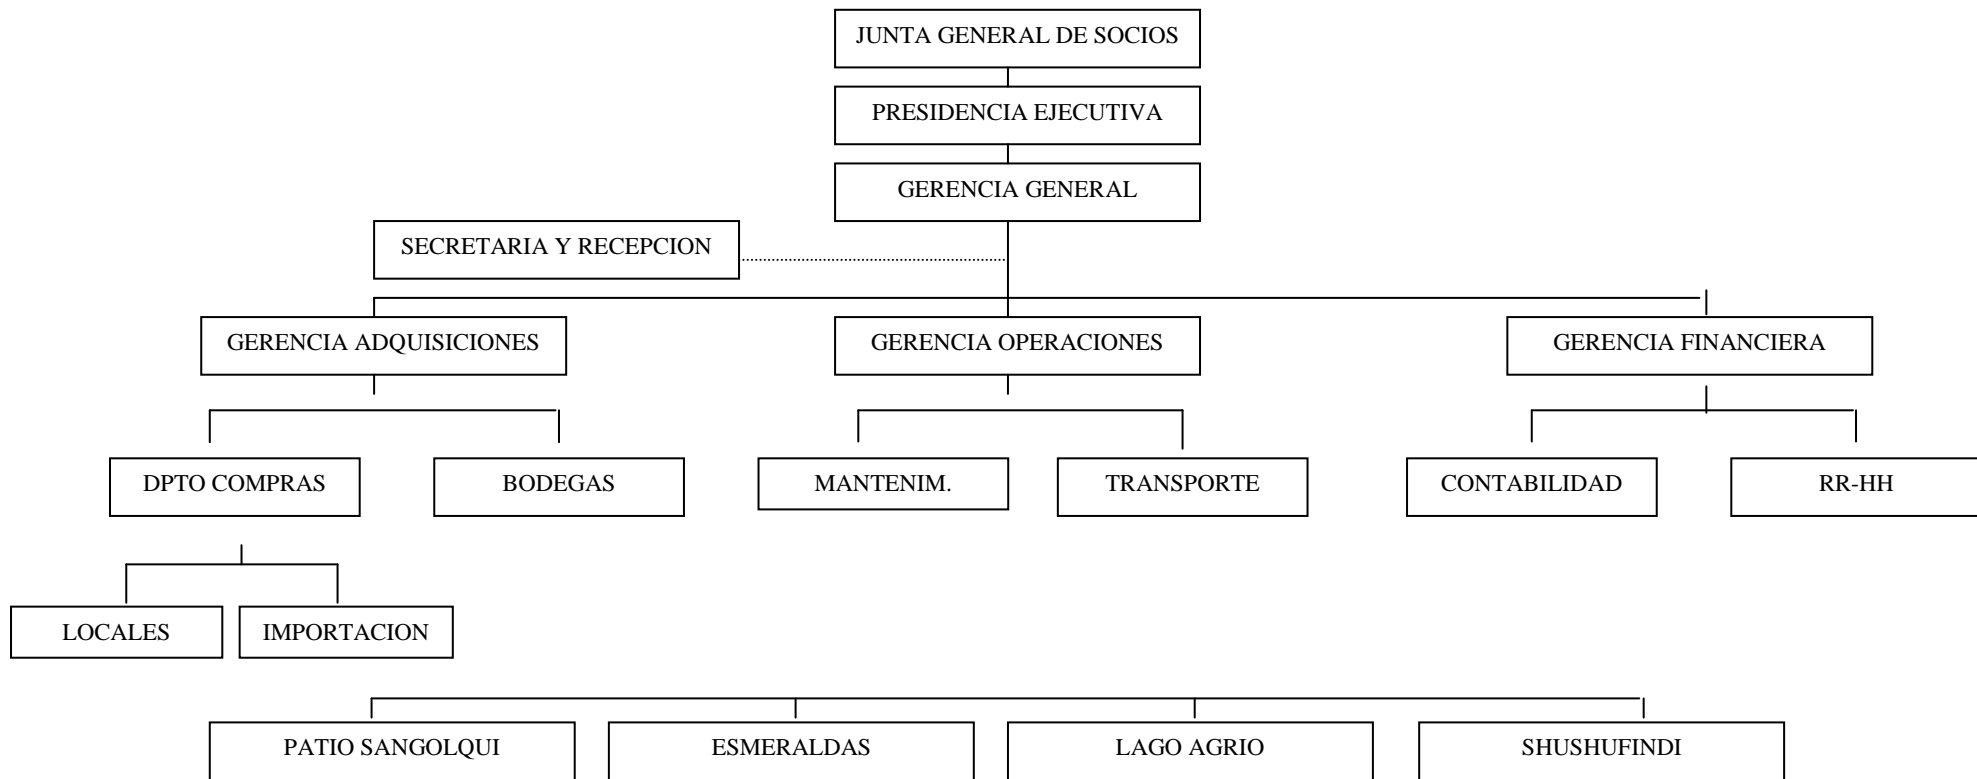 JUNTA GENERAL DE SOCIOS
PRESIDENCIA EJECUTIVA
GERENCIA GENERAL
SECRETARIA Y RECEPCION
GERENCIA ADQUISICIONES
GERENCIA OPERACIONES
GERENCIA FINANCIERA
DPTO COMPRAS
BODEGAS
MANTENIM.
TRANSPORTE
CONTABILIDAD
RR-HH
LOCALES
IMPORTACION
PATIO SANGOLQUI
ESMERALDAS
LAGO AGRIO
SHUSHUFINDI